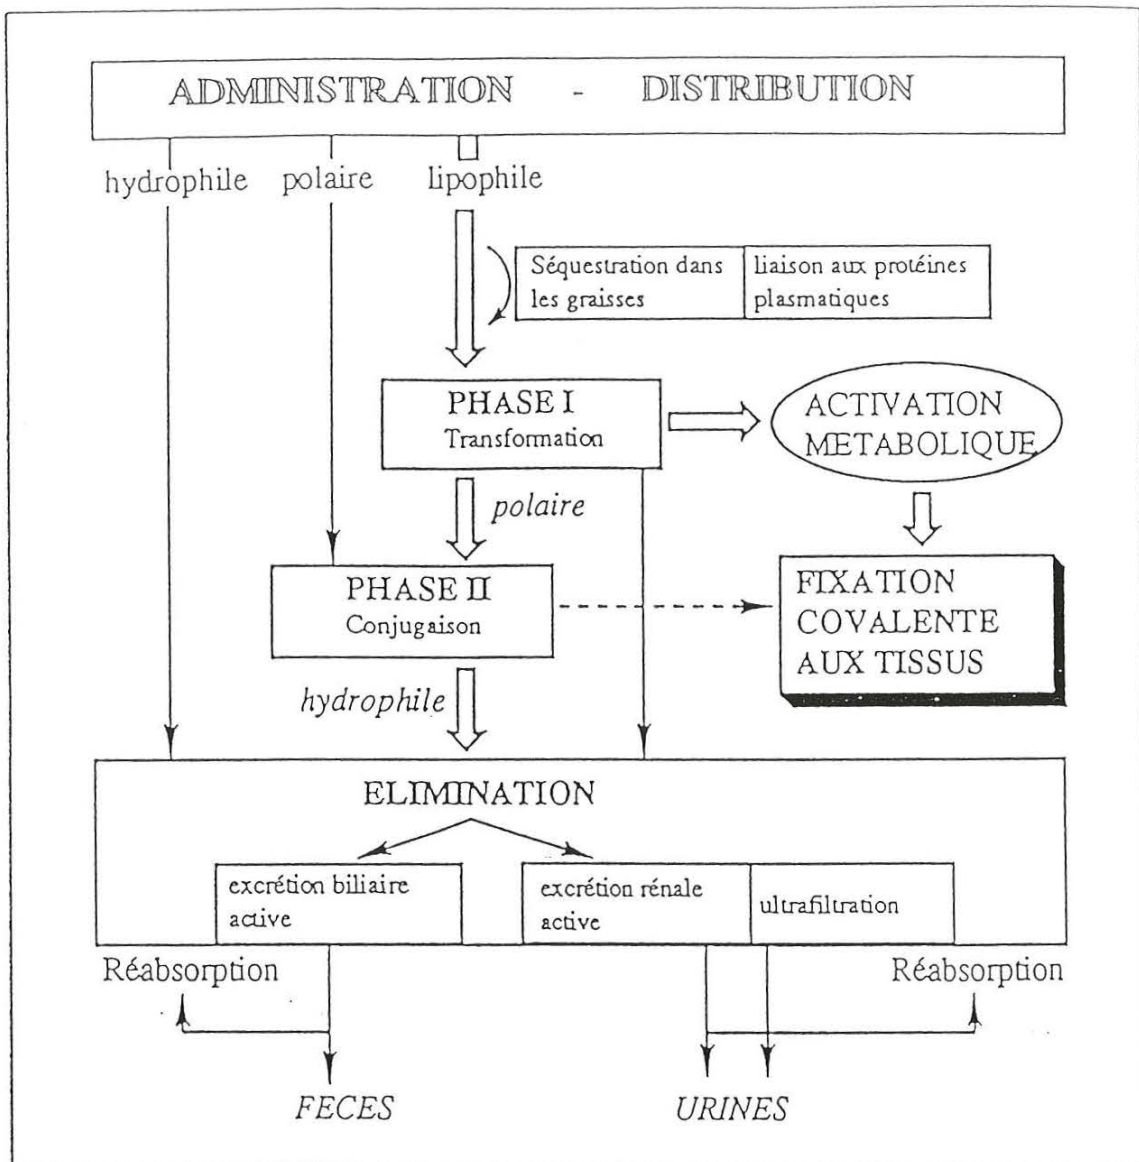 ADMINISTRATION - DISTRIBUTION
hydrophile polaire lipophile
Séquestration dans
les graisses
liaison aux protéines
plasmatiques
PHASE I
Transformation
ACTIVATION
METABOLIQUE
polaire
PHASE II
Conjugaison
FIXATION
COVALENTE
AUX TISSUS
hydrophile
ELIMINATION
excrétion biliaire
active
excrétion rénale
active
ultrafiltration
Réabsorption
Réabsorption
FECES
URINES